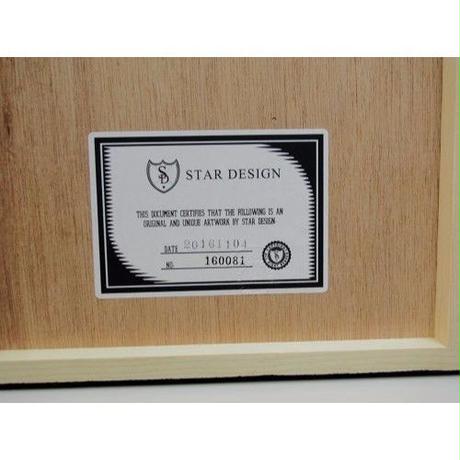 SD
STAR DESIGN
THIS DOCUMENT CERTIFIES THAT THE FOLLOWING IS AN
ORIGINAL AND UNIQUE ARTWORK BY STAR DESIGN
DATE 20161104
NO. 160081